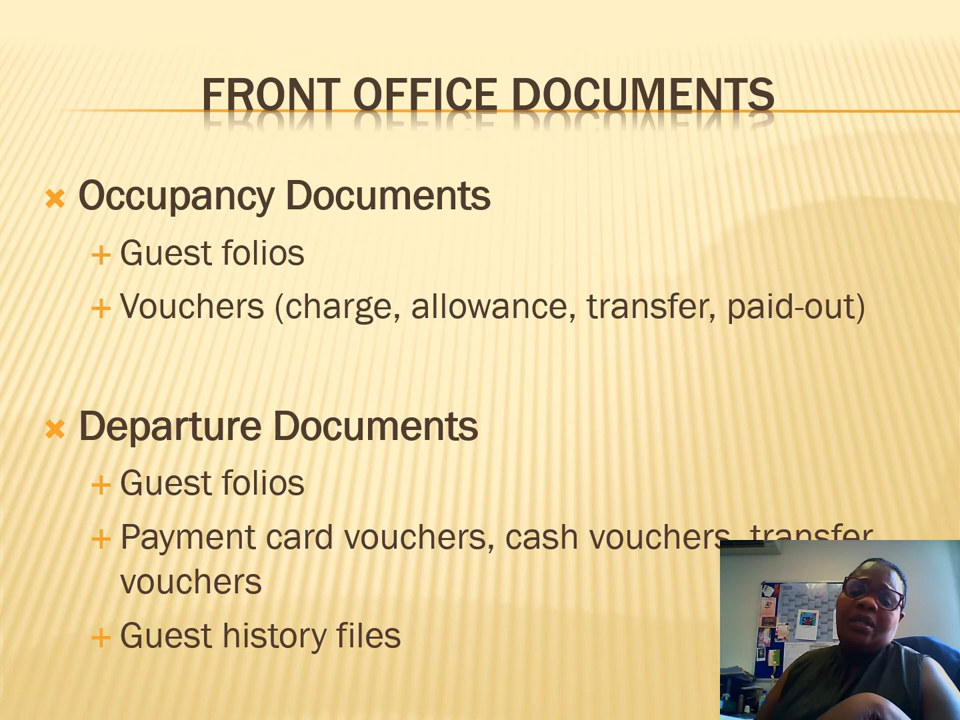 FRONT OFFICE DOCUMENTS
Occupancy Documents
Guest folios
Vouchers (charge, allowance, transfer, paid-out)
Departure Documents
Guest folios
Payment card vouchers, cash vouchers, transfer
vouchers
Guest history files